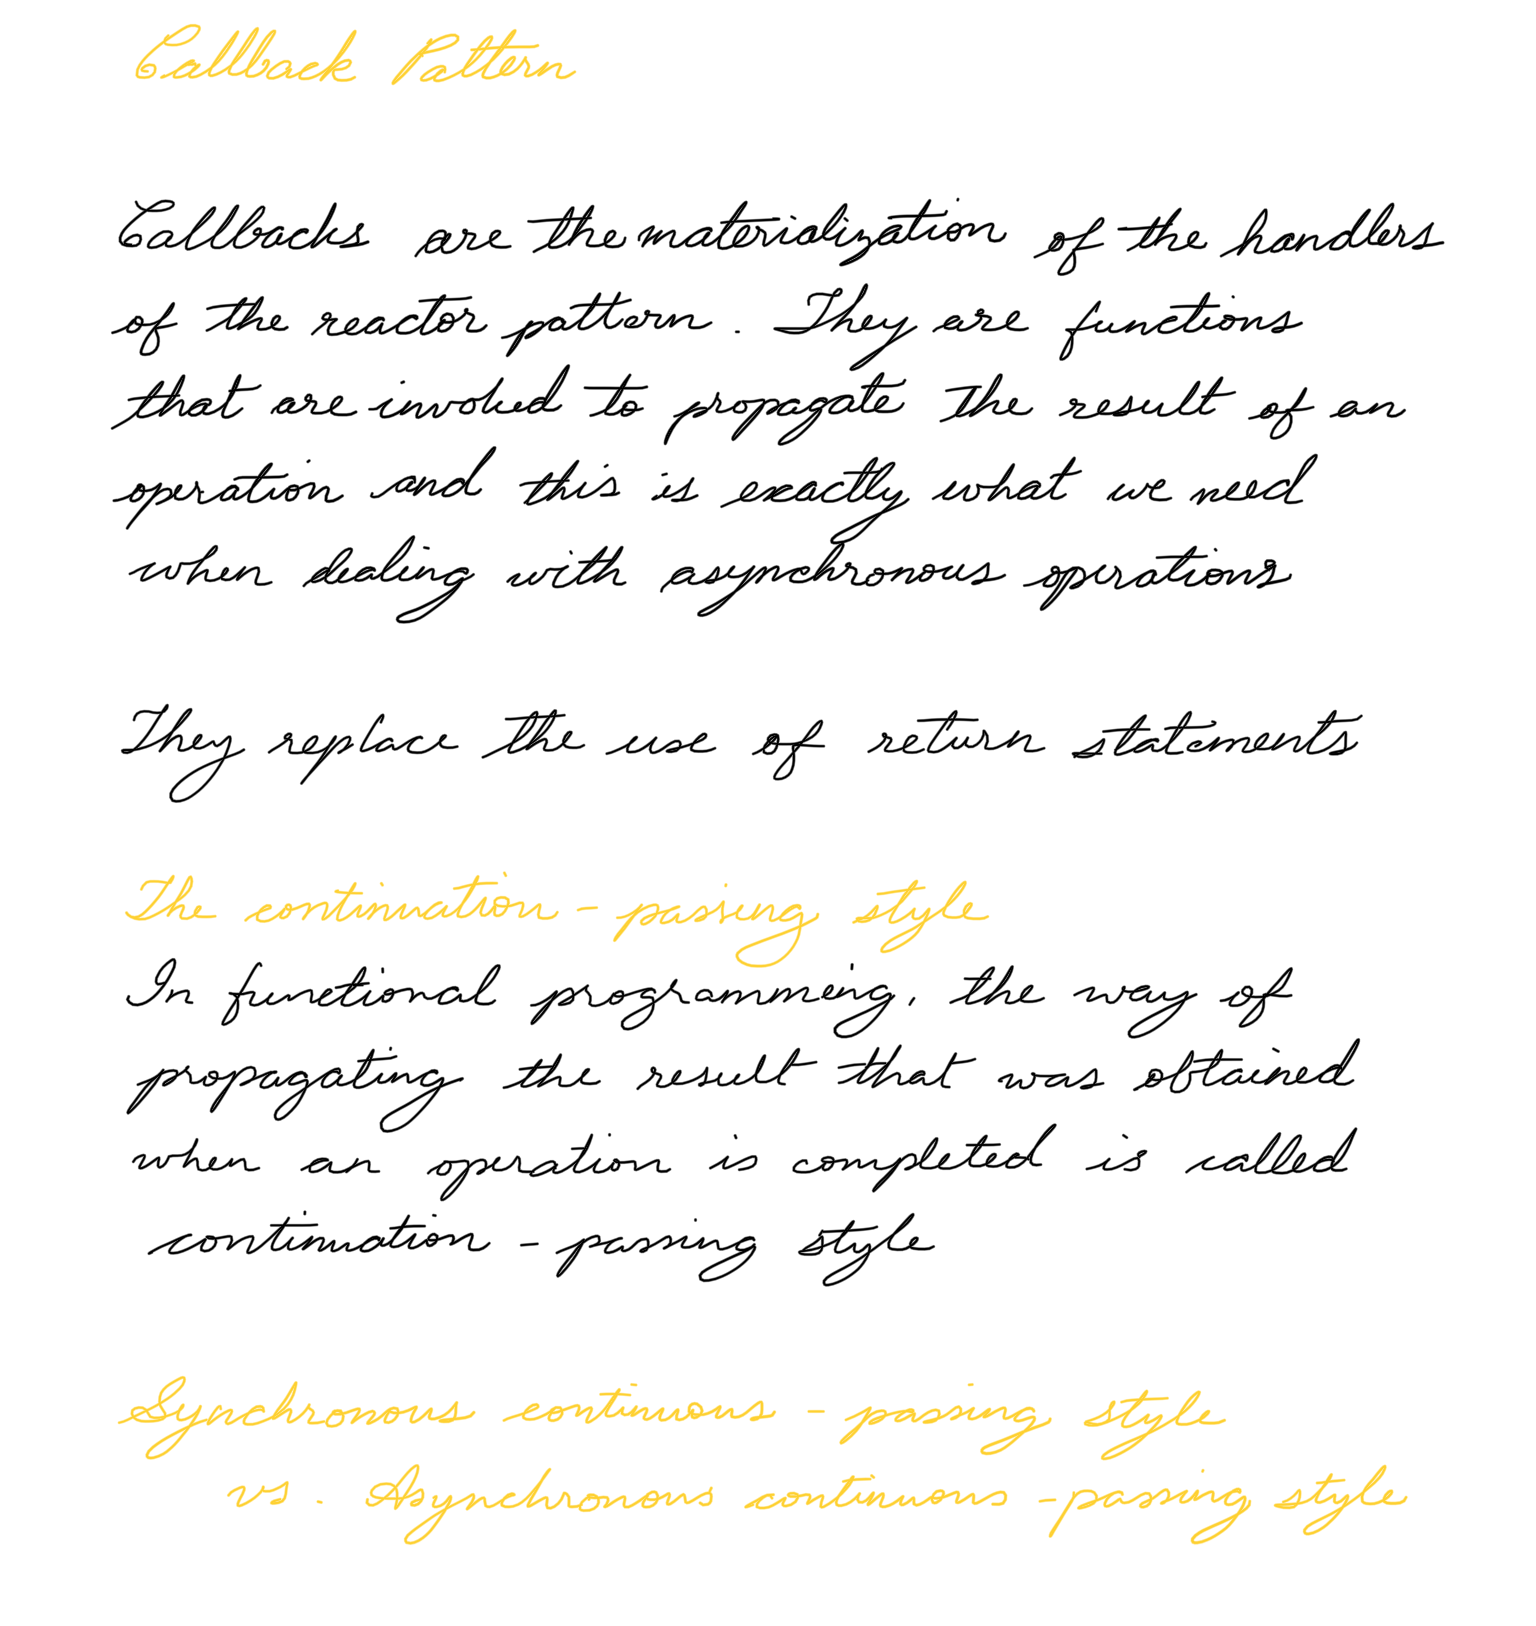 Callback Pattern
Callbacks are the materialization of the handlers
of the reactor pattern. They are functions
that are invoked to propagate the result of an
operation and this is exactly what we need
when dealing with asynchronous operations
They replace the use of return statements
The continuation - passing style
In functional programming, the way of
propagating the result that was obtained
when an operation is completed is called
continuation - passing style
Synchronous continuous - passing style
vs. Asynchronous continuous - passing style